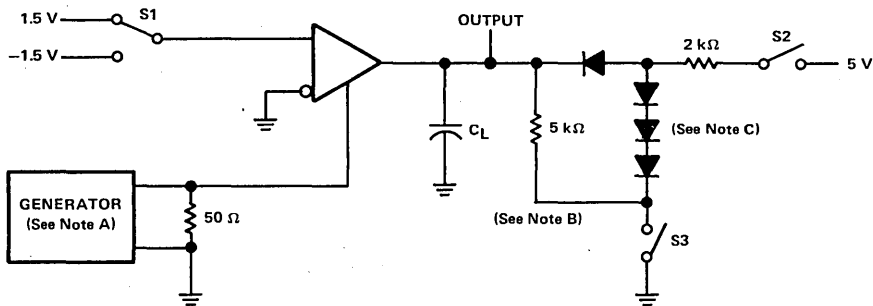 1.5 V
S1
−1.5 V
OUTPUT
2 kΩ
S2
5 V
CL
5 kΩ
(See Note C)
GENERATOR
(See Note A)
50 Ω
(See Note B)
S3